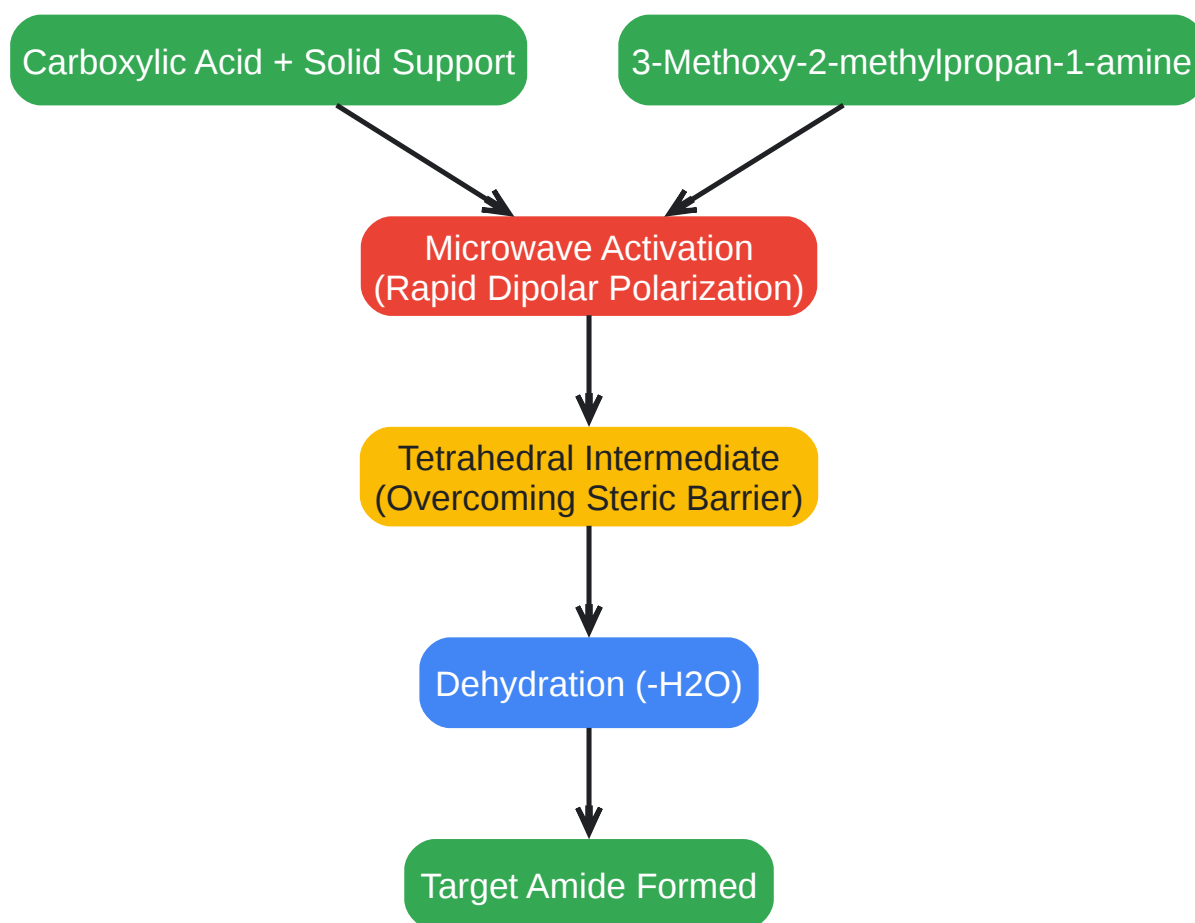 Carboxylic Acid + Solid Support
3-Methoxy-2-methylpropan-1-amine
Microwave Activation
(Rapid Dipolar Polarization)
Tetrahedral Intermediate
(Overcoming Steric Barrier)
Dehydration (-H2O)
Target Amide Formed